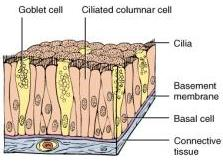 Goblet cell
Ciliated columnar cell
Cilia
Basement
membrane
Basal cell
Connective
tissue